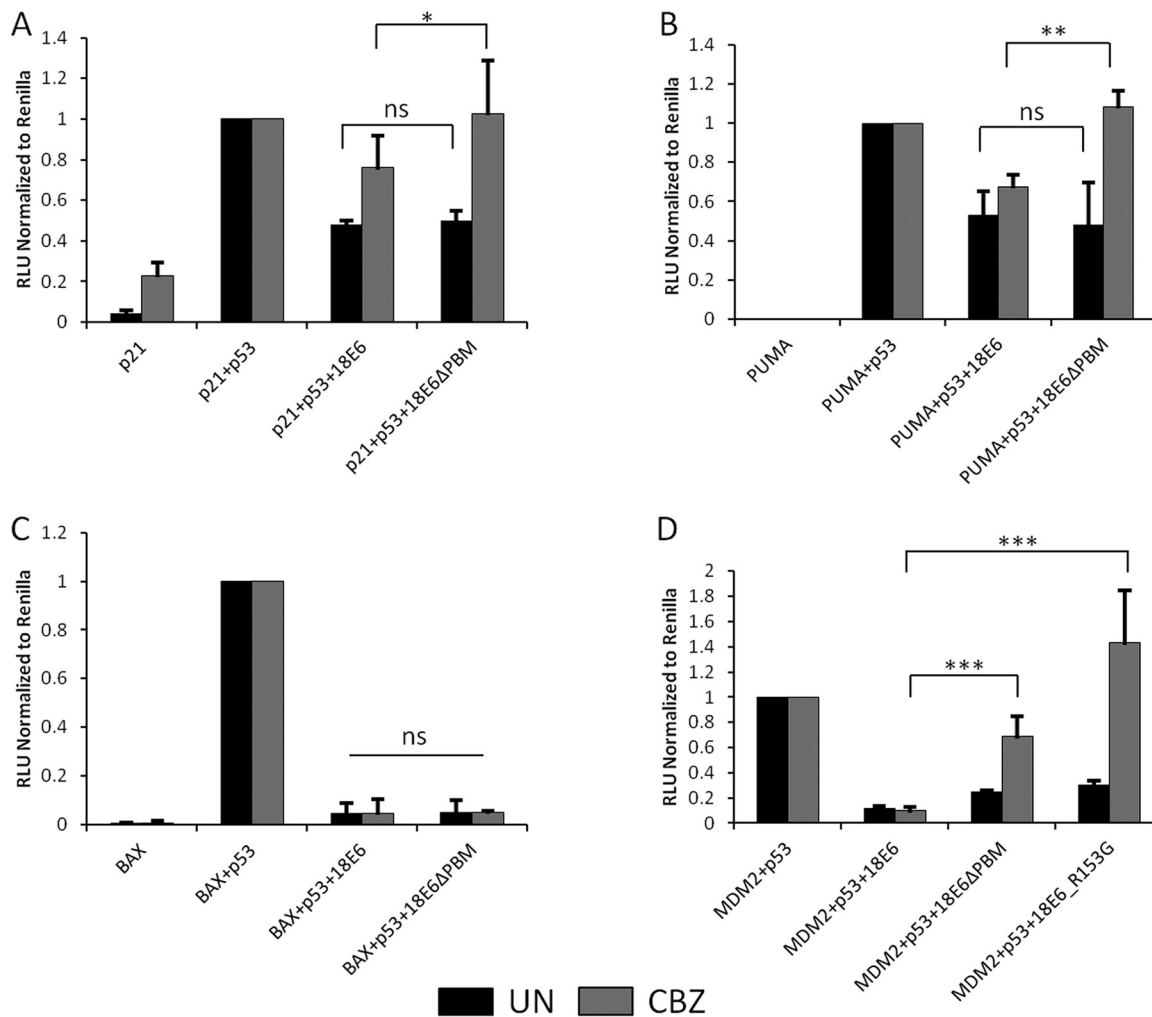 A
RLU Normalized to Renilla
1.4
1.2
1
0.8
0.6
0.4
0.2
0
*
ns
p21
p21+p53
p21+p53+18E6
p21+p53+18E6ΔPBM
B
RLU Normalized to Renilla
1.4
1.2
1
0.8
0.6
0.4
0.2
0
**
ns
PUMA
PUMA+p53
PUMA+p53+18E6
PUMA+p53+18E6ΔPBM
C
RLU Normalized to Renilla
1.2
1
0.8
0.6
0.4
0.2
0
ns
BAX
BAX+p53
BAX+p53+18E6
BAX+p53+18E6ΔPBM
D
RLU Normalized to Renilla
2
1.8
1.6
1.4
1.2
1
0.8
0.6
0.4
0.2
0
***
***
MDM2+p53
MDM2+p53+18E6
MDM2+p53+18E6ΔPBM
MDM2+p53+18E6_R153G
UN CBZ